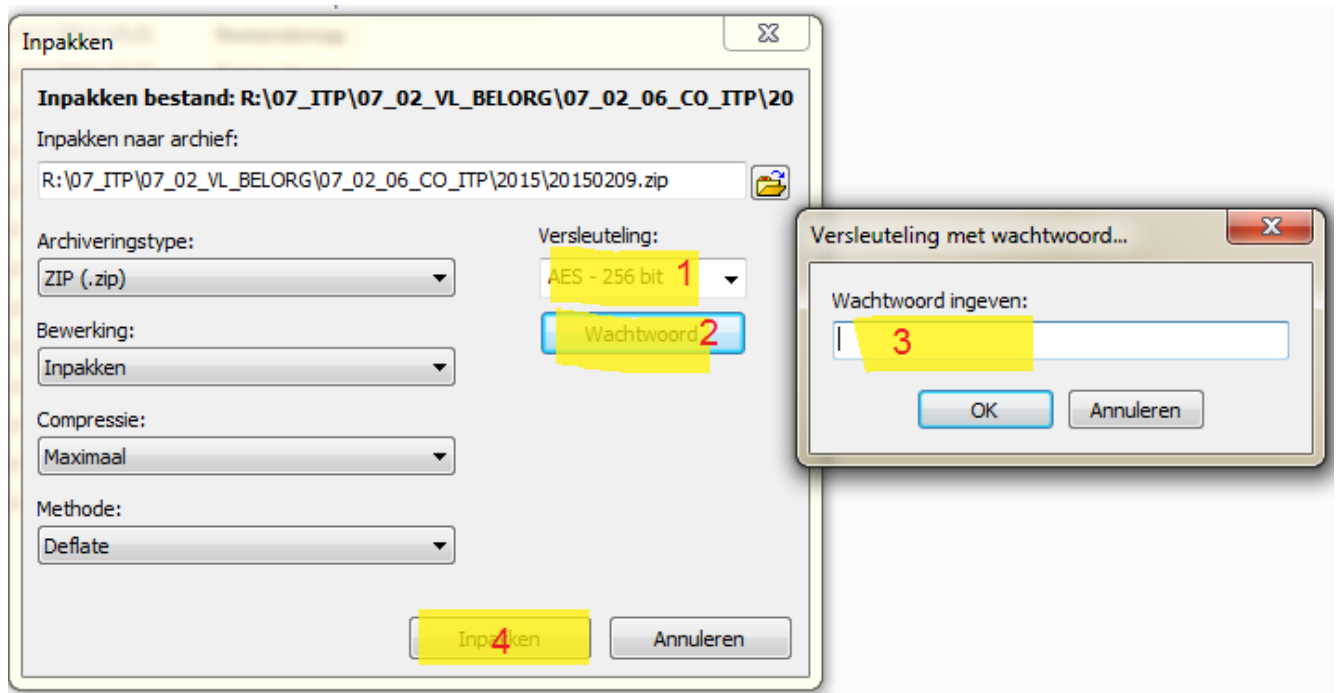 Inpakken
Inpakken bestand: R:\07_ITP\07_02_VL_BELORG\07_02_06_CO_ITP\20
Inpakken naar archief:
R:\07_ITP\07_02_VL_BELORG\07_02_06_CO_ITP\2015\20150209.zip
Archiveringstype:
ZIP (.zip)
Bewerking:
Inpakken
Compressie:
Maximaal
Methode:
Deflate
Versleuteling:
AES - 256 bit 1
Wachtwoord 2
Inpakken 4
Annuleren
Versleuteling met wachtwoord...
Wachtwoord ingeven:
3
OK
Annuleren